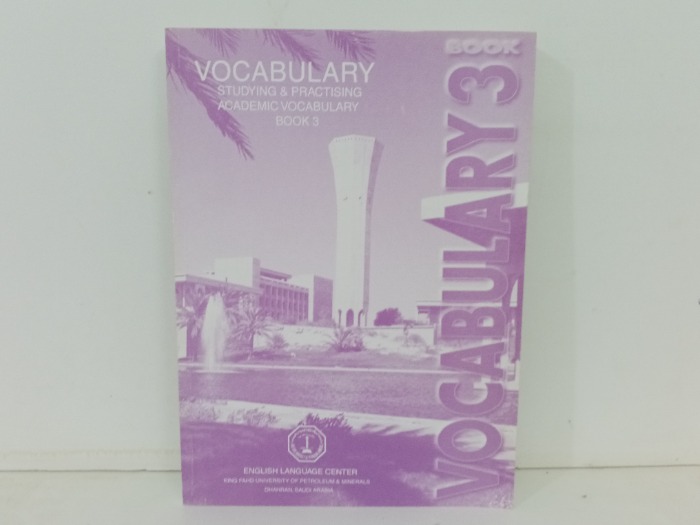 VOCABULARY
STUDYING & PRACTISING
ACADEMIC VOCABULARY
BOOK 3
BOOK
VOCABULARY 3
ENGLISH LANGUAGE CENTER
KING FAHD UNIVERSITY OF PETROLEUM & MINERALS
DHAHRAN, SAUDI ARABIA